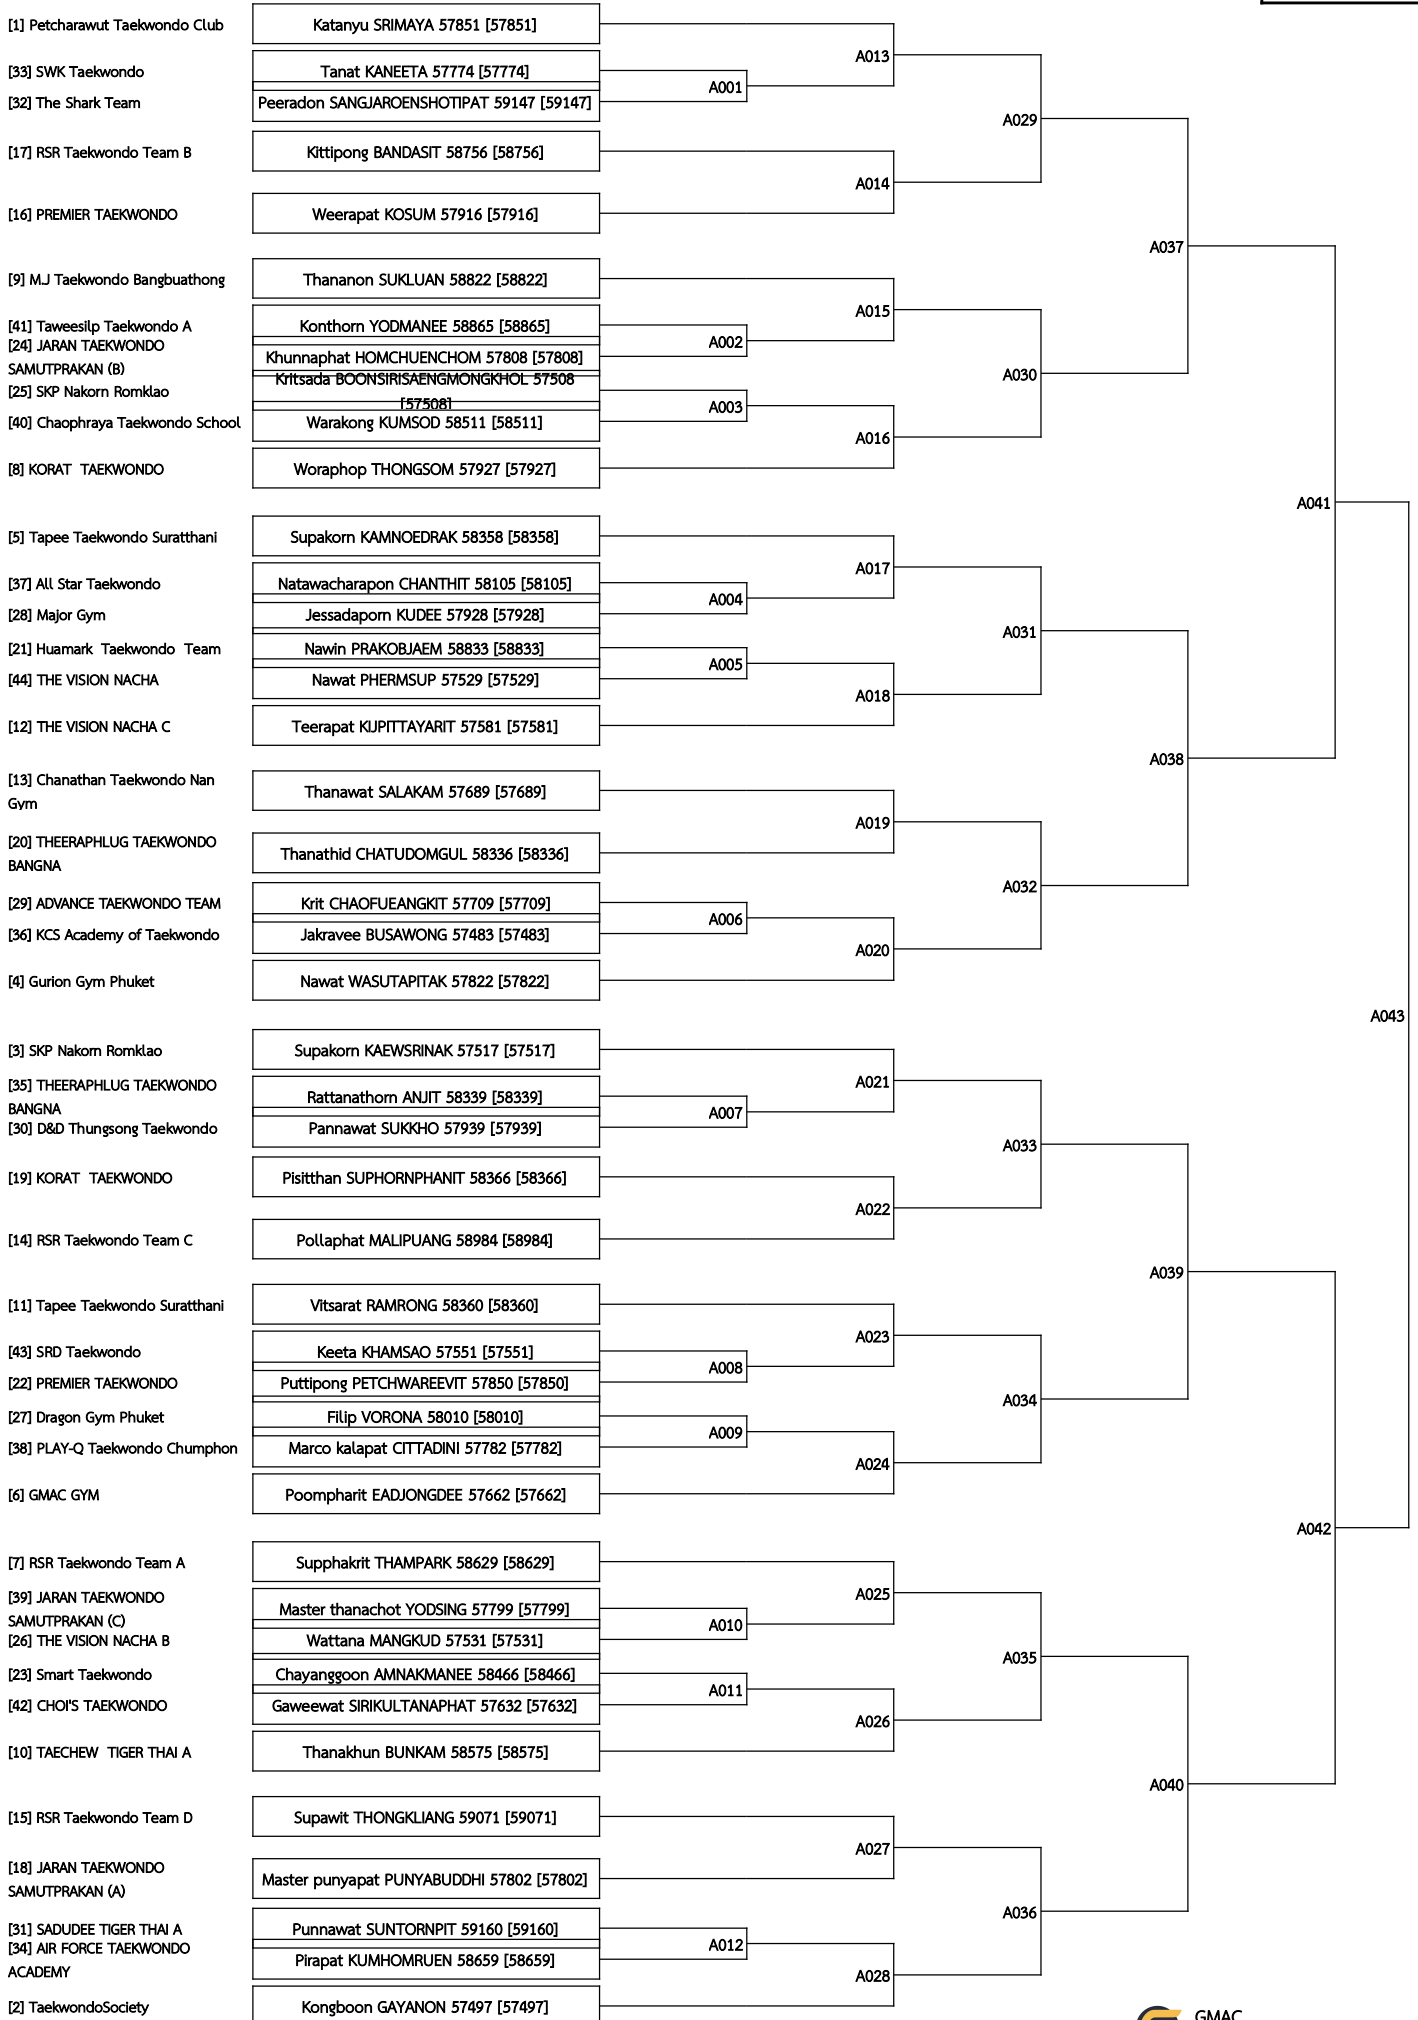 [1] Petcharawut Taekwondo Club
Katanyu SRIMAYA 57851 [57851]
A013
[33] SWK Taekwondo
Tanat KANEETA 57774 [57774]
A001
[32] The Shark Team
Peeradon SANGJAROENSHOTIPAT 59147 [59147]
A029
[17] RSR Taekwondo Team B
Kittipong BANDASIT 58756 [58756]
A014
[16] PREMIER TAEKWONDO
Weerapat KOSUM 57916 [57916]
A037
[9] M.J Taekwondo Bangbuathong
Thananon SUKLUAN 58822 [58822]
A015
[41] Taweesilp Taekwondo A
Konthorn YODMANEE 58865 [58865]
A002
[24] JARAN TAEKWONDO
SAMUTPRAKAN (B)
Khunnaphat HOMCHUENCHOM 57808 [57808]
A030
[25] SKP Nakorn Romklao
Kritsada BOONSIRISAENGMONGKHOL 57508
[57508]
A003
[40] Chaophraya Taekwondo School
Warakong KUMSOD 58511 [58511]
A016
[8] KORAT  TAEKWONDO
Woraphop THONGSOM 57927 [57927]
A041
[5] Tapee Taekwondo Suratthani
Supakorn KAMNOEDRAK 58358 [58358]
A017
[37] All Star Taekwondo
Natawacharapon CHANTHIT 58105 [58105]
A004
[28] Major Gym
Jessadaporn KUDEE 57928 [57928]
A031
[21] Huamark  Taekwondo  Team
Nawin PRAKOBJAEM 58833 [58833]
A005
[44] THE VISION NACHA
Nawat PHERMSUP 57529 [57529]
A018
[12] THE VISION NACHA C
Teerapat KIJPITTAYARIT 57581 [57581]
A038
[13] Chanathan Taekwondo Nan
Gym
Thanawat SALAKAM 57689 [57689]
A019
[20] THEERAPHLUG TAEKWONDO
BANGNA
Thanathid CHATUDOMGUL 58336 [58336]
A032
[29] ADVANCE TAEKWONDO TEAM
Krit CHAOFUEANGKIT 57709 [57709]
A006
[36] KCS Academy of Taekwondo
Jakravee BUSAWONG 57483 [57483]
A020
[4] Gurion Gym Phuket
Nawat WASUTAPITAK 57822 [57822]
A043
[3] SKP Nakorn Romklao
Supakorn KAEWSRINAK 57517 [57517]
A021
[35] THEERAPHLUG TAEKWONDO
BANGNA
Rattanathorn ANJIT 58339 [58339]
A007
[30] D&D Thungsong Taekwondo
Pannawat SUKKHO 57939 [57939]
A033
[19] KORAT  TAEKWONDO
Pisitthan SUPHORNPHANIT 58366 [58366]
A022
[14] RSR Taekwondo Team C
Pollaphat MALIPUANG 58984 [58984]
A039
[11] Tapee Taekwondo Suratthani
Vitsarat RAMRONG 58360 [58360]
A023
[43] SRD Taekwondo
Keeta KHAMSAO 57551 [57551]
A008
[22] PREMIER TAEKWONDO
Puttipong PETCHWAREEVIT 57850 [57850]
A034
[27] Dragon Gym Phuket
Filip VORONA 58010 [58010]
A009
[38] PLAY-Q Taekwondo Chumphon
Marco kalapat CITTADINI 57782 [57782]
A024
[6] GMAC GYM
Poompharit EADJONGDEE 57662 [57662]
A042
[7] RSR Taekwondo Team A
Supphakrit THAMPARK 58629 [58629]
A025
[39] JARAN TAEKWONDO
SAMUTPRAKAN (C)
Master thanachot YODSING 57799 [57799]
A010
[26] THE VISION NACHA B
Wattana MANGKUD 57531 [57531]
A035
[23] Smart Taekwondo
Chayanggoon AMNAKMANEE 58466 [58466]
A011
[42] CHOI'S TAEKWONDO
Gaweewat SIRIKULTANAPHAT 57632 [57632]
A026
[10] TAECHEW  TIGER THAI A
Thanakhun BUNKAM 58575 [58575]
A040
[15] RSR Taekwondo Team D
Supawit THONGKLIANG 59071 [59071]
A027
[18] JARAN TAEKWONDO
SAMUTPRAKAN (A)
Master punyapat PUNYABUDDHI 57802 [57802]
A036
[31] SADUDEE TIGER THAI A
Punnawat SUNTORNPIT 59160 [59160]
A012
[34] AIR FORCE TAEKWONDO
ACADEMY
Pirapat KUMHOMRUEN 58659 [58659]
A028
[2] TaekwondoSociety
Kongboon GAYANON 57497 [57497]
GMAC